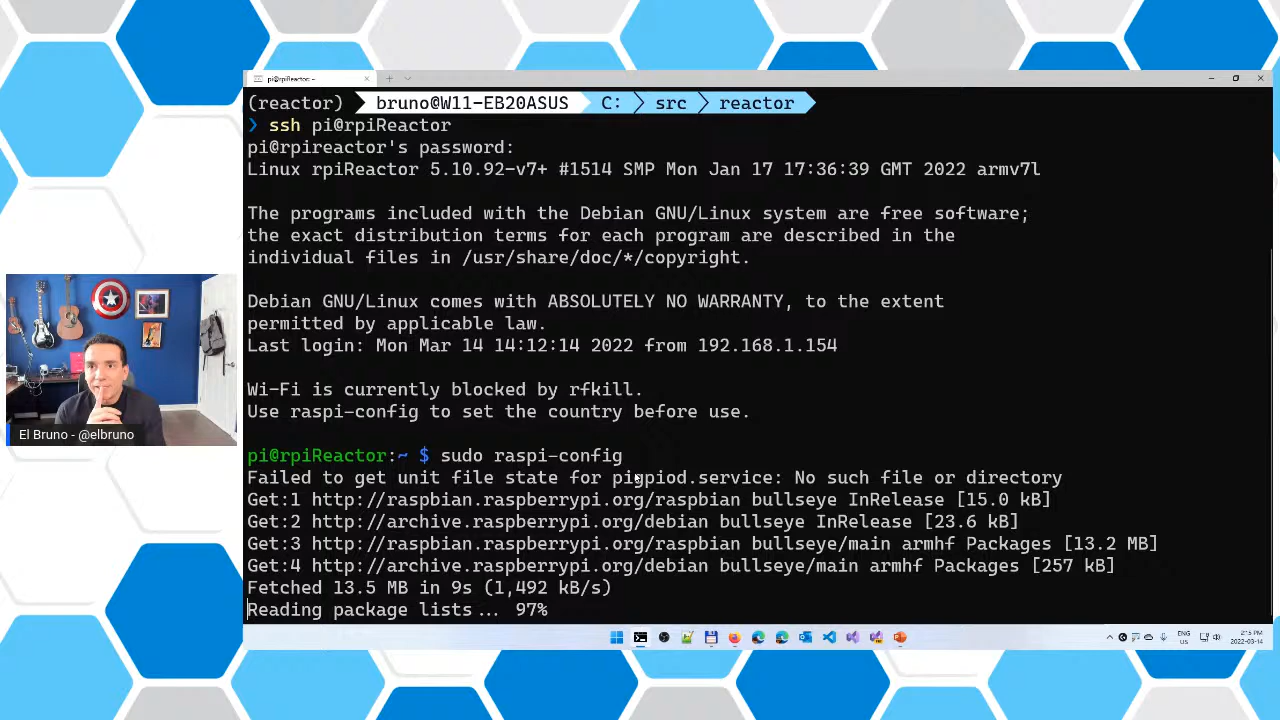 pi@rpiReactor: ~
(reactor) bruno@W11-EB20ASUS C: src reactor
❯ ssh pi@rpiReactor
pi@rpireactor's password:
Linux rpiReactor 5.10.92-v7+ #1514 SMP Mon Jan 17 17:36:39 GMT 2022 armv7l
The programs included with the Debian GNU/Linux system are free software;
the exact distribution terms for each program are described in the
individual files in /usr/share/doc/*/copyright.
Debian GNU/Linux comes with ABSOLUTELY NO WARRANTY, to the extent
permitted by applicable law.
Last login: Mon Mar 14 14:12:14 2022 from 192.168.1.154
Wi-Fi is currently blocked by rfkill.
Use raspi-config to set the country before use.
pi@rpiReactor:~ $ sudo raspi-config
Failed to get unit file state for pigpiod.service: No such file or directory
Get:1 http://raspbian.raspberrypi.org/raspbian bullseye InRelease [15.0 kB]
Get:2 http://archive.raspberrypi.org/debian bullseye InRelease [23.6 kB]
Get:3 http://raspbian.raspberrypi.org/raspbian bullseye/main armhf Packages [13.2 MB]
Get:4 http://archive.raspberrypi.org/debian bullseye/main armhf Packages [257 kB]
Fetched 13.5 MB in 9s (1,492 kB/s)
Reading package lists... 97%
El Bruno - @elbruno
ENG
US
2:15 PM
2022-03-14